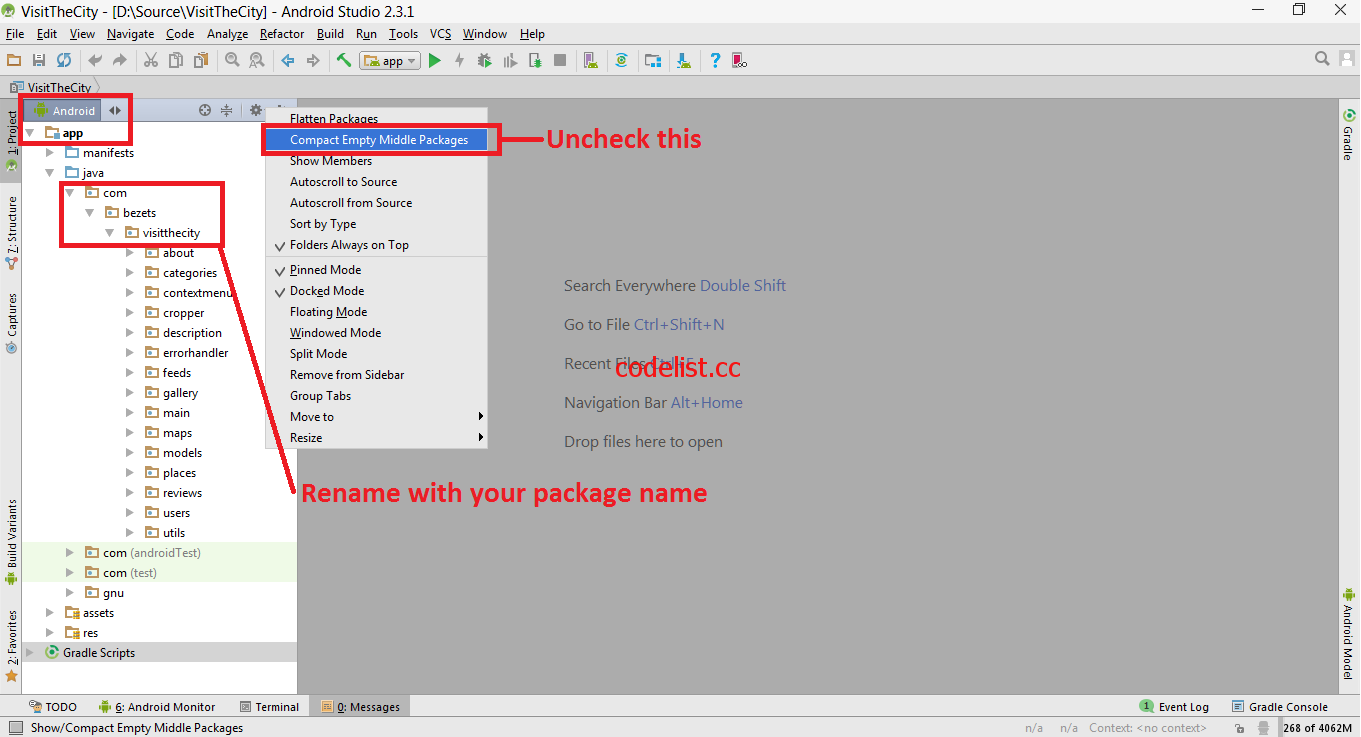 VisitTheCity - [D:\Source\VisitTheCity] - Android Studio 2.3.1
File Edit View Navigate Code Analyze Refactor Build Run Tools VCS Window Help
app
VisitTheCity
Android
app
manifests
java
com
bezets
visitthecity
about
categories
contextmenu
cropper
description
errorhandler
feeds
gallery
main
maps
models
places
reviews
users
utils
com (androidTest)
com (test)
gnu
assets
res
Gradle Scripts
1: Project
7: Structure
Captures
Build Variants
2: Favorites
Flatten Packages
Compact Empty Middle Packages
Show Members
Autoscroll to Source
Autoscroll from Source
Sort by Type
Folders Always on Top
Pinned Mode
Docked Mode
Floating Mode
Windowed Mode
Split Mode
Remove from Sidebar
Group Tabs
Move to
Resize
Uncheck this
Search Everywhere Double Shift
Go to File Ctrl+Shift+N
Recent Files Ctrl+E
codelist.cc
Navigation Bar Alt+Home
Drop files here to open
Rename with your package name
Gradle
Android Model
TODO 6: Android Monitor Terminal 0: Messages 1 Event Log Gradle Console
Show/Compact Empty Middle Packages n/a n/a Context: <no context> 268 of 4062M